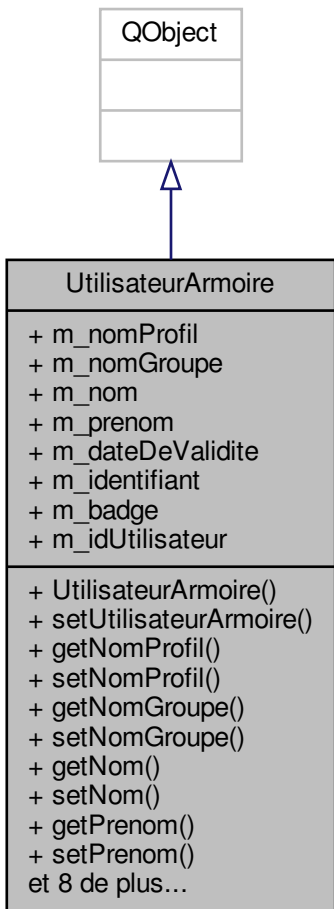 QObject
UtilisateurArmoire
+ m_nomProfil
+ m_nomGroupe
+ m_nom
+ m_prenom
+ m_dateDeValidite
+ m_identifiant
+ m_badge
+ m_idUtilisateur
+ UtilisateurArmoire()
+ setUtilisateurArmoire()
+ getNomProfil()
+ setNomProfil()
+ getNomGroupe()
+ setNomGroupe()
+ getNom()
+ setNom()
+ getPrenom()
+ setPrenom()
et 8 de plus...